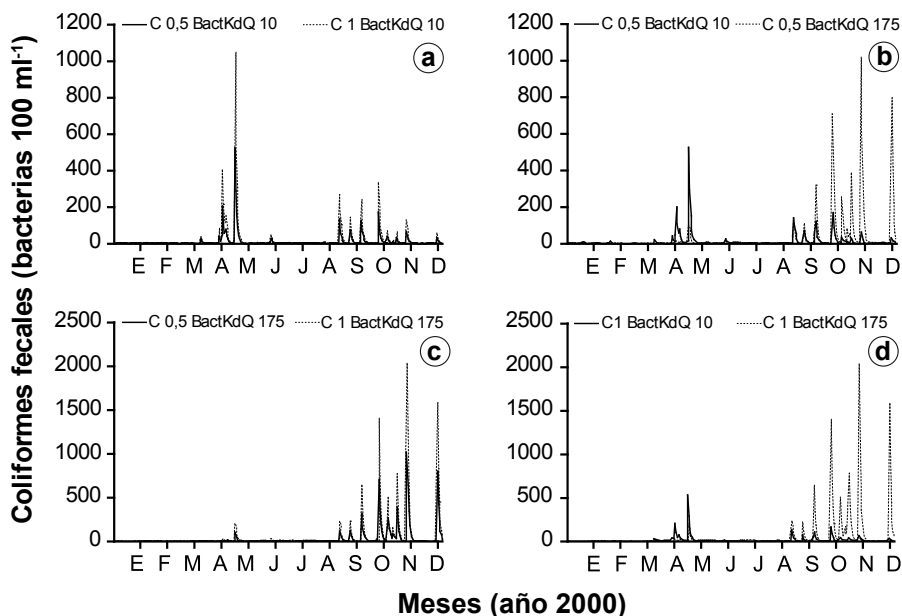 Coliformes fecales (bacterias 100 ml⁻¹)
C 0,5 BactKdQ 10 C 1 BactKdQ 10
a
1200
1000
800
600
400
200
0
E F M A M J J A S O N D
C 0,5 BactKdQ 10 C 0,5 BactKdQ 175
b
1200
1000
800
600
400
200
0
E F M A M J J A S O N D
C 0,5 BactKdQ 175 C 1 BactKdQ 175
c
2500
2000
1500
1000
500
0
E F M A M J J A S O N D
C1 BactKdQ 10 C 1 BactKdQ 175
d
2500
2000
1500
1000
500
0
E F M A M J J A S O N D
Meses (año 2000)